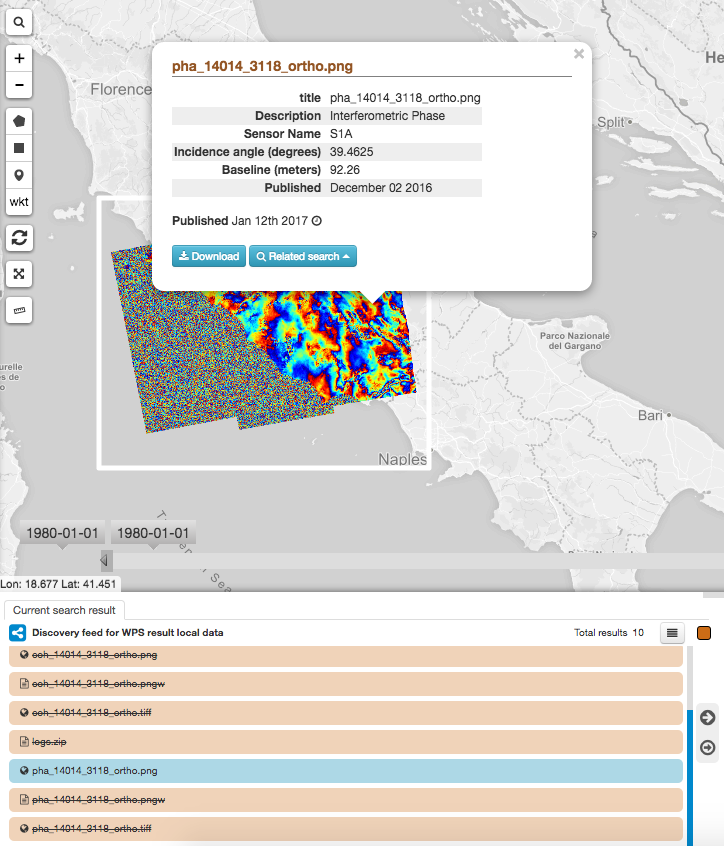 He
pha_14014_3118_ortho.png
×
+
−
Florence
title pha_14014_3118_ortho.png
Description Interferometric Phase
Split
Sensor Name S1A
Incidence angle (degrees) 39.4625
Baseline (meters) 92.26
Published December 02 2016
wkt
Published Jan 12th 2017
Download
Related search
Parco Nazionale
del Gargano
urelle
es de
o
Bari
Naples
1980-01-01 1980-01-01
Lon: 18.677 Lat: 41.451
Current search result
Discovery feed for WPS result local data
Total results 10
coh_14014_3118_ortho.png
coh_14014_3118_ortho.pngw
coh_14014_3118_ortho.tiff
logs.zip
pha_14014_3118_ortho.png
pha_14014_3118_ortho.pngw
pha_14014_3118_ortho.tiff